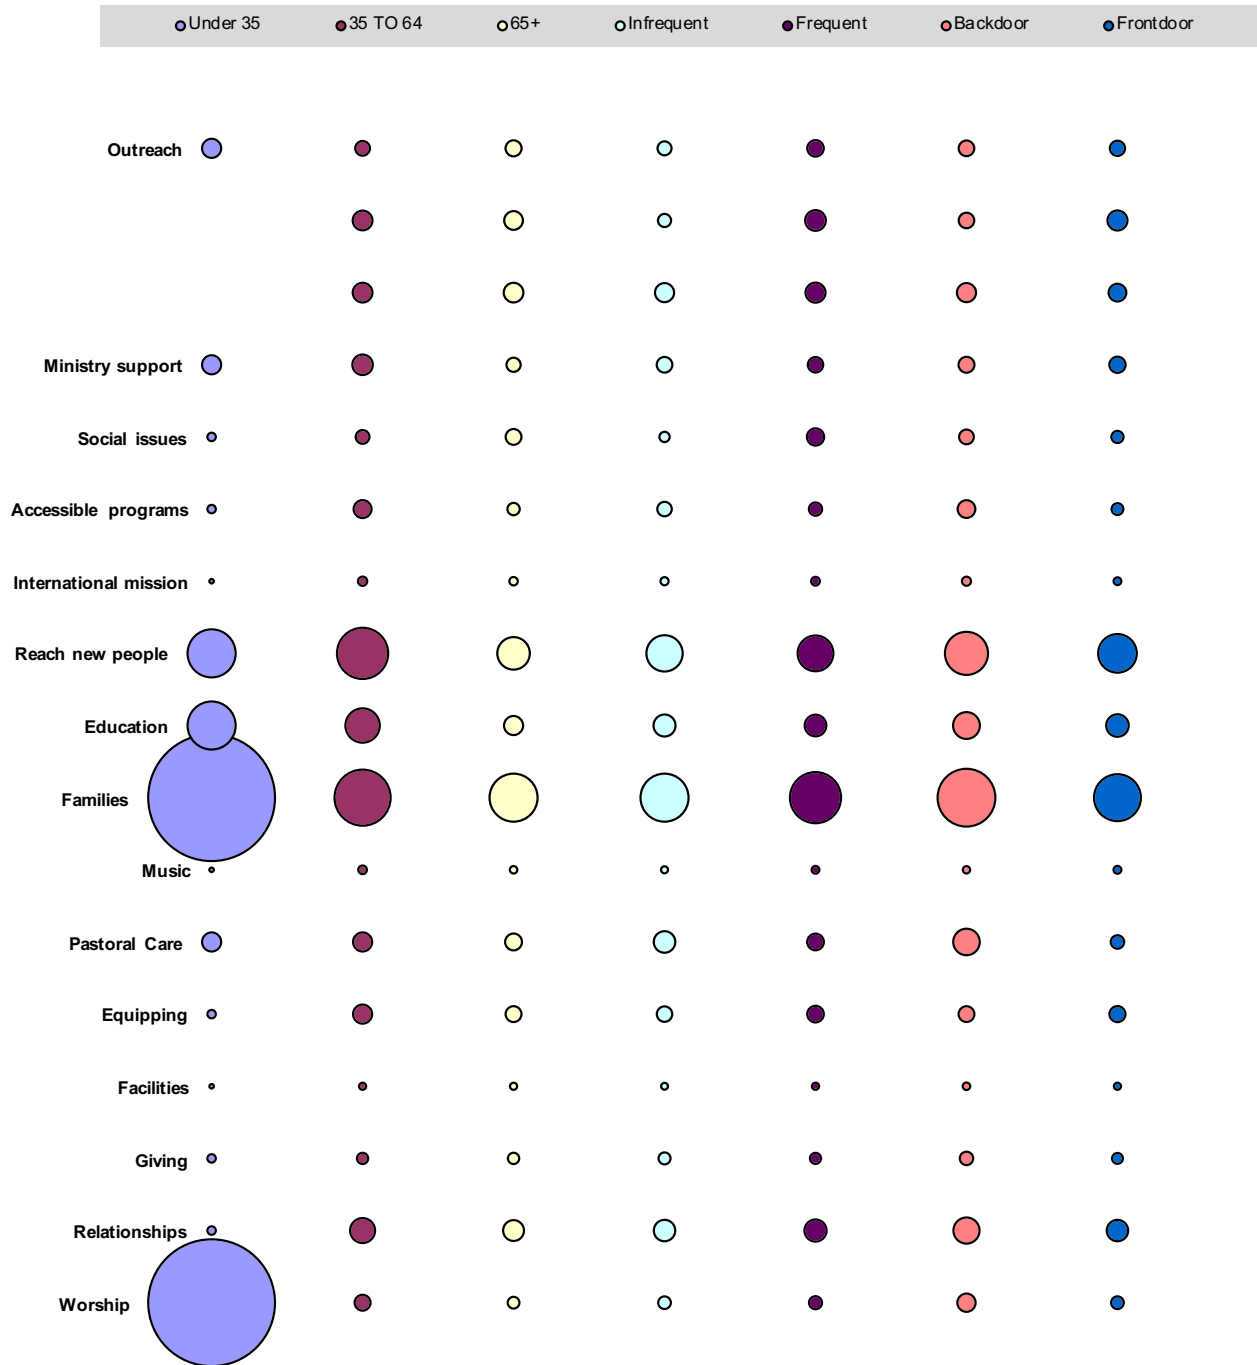 Under 35 35 TO 64 65+ Infrequent Frequent Backdoor Frontdoor
Outreach
Ministry support
Social issues
Accessible programs
International mission
Reach new people
Education
Families
Music
Pastoral Care
Equipping
Facilities
Giving
Relationships
Worship